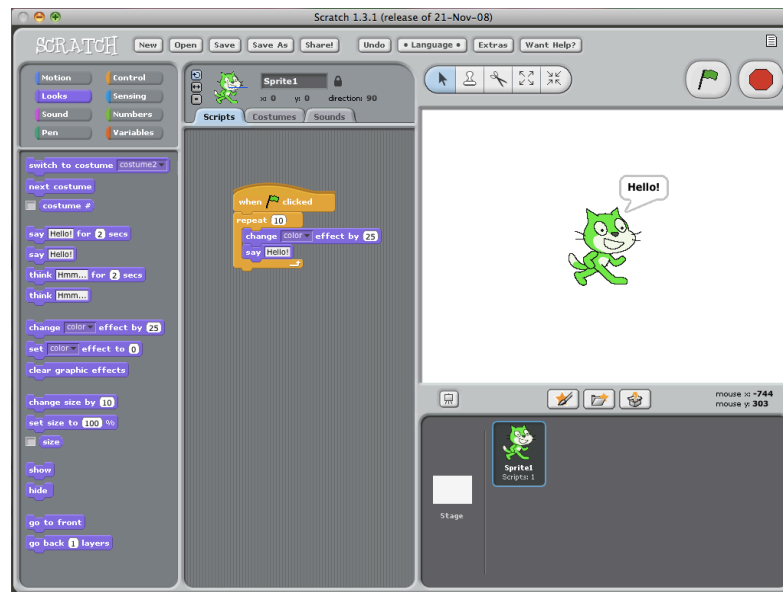 Scratch 1.3.1 (release of 21-Nov-08)
SCRATCH New Open Save Save As Share! Undo • Language • Extras Want Help?
Motion Control
Looks Sensing
Sound Numbers
Pen Variables
Sprite1
x: 0 y: 0 direction: 90
Scripts Costumes Sounds
switch to costume costume2
next costume
costume #
say Hello! for 2 secs
say Hello!
think Hmm... for 2 secs
think Hmm...
change color effect by 25
set color effect to 0
clear graphic effects
change size by 10
set size to 100 %
size
show
hide
go to front
go back 1 layers
when clicked
repeat 10
change color effect by 25
say Hello!
Hello!
mouse x: -744
mouse y: 303
Sprite1
Scripts: 1
Stage